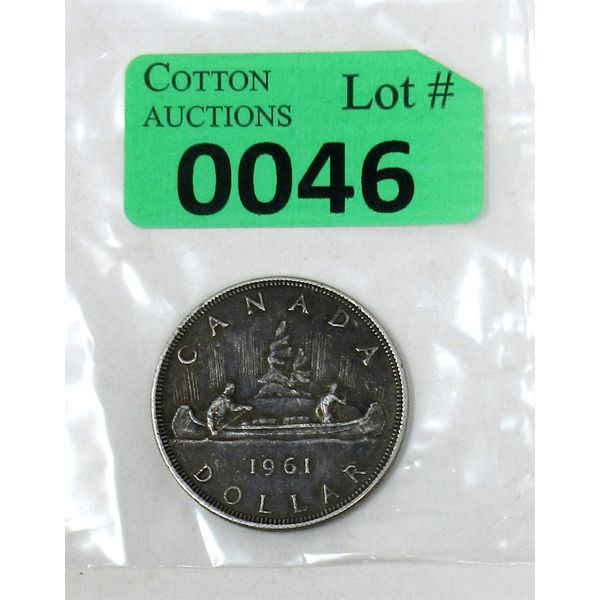 COTTON
AUCTIONS
Lot #
0046
CANADA
1961
DOLLAR